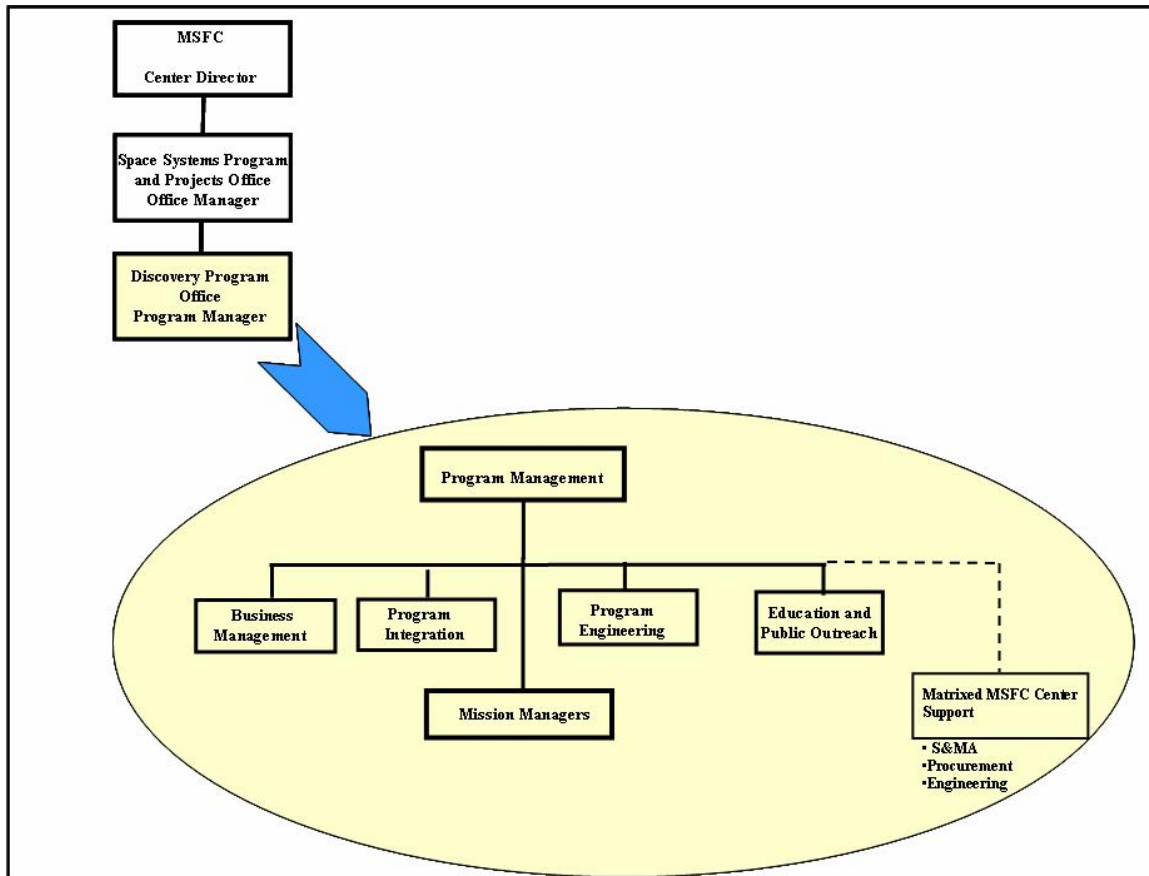 MSFC
Center Director
Space Systems Program
and Projects Office
Office Manager
Discovery Program
Office
Program Manager
Program Management
Business
Management
Program
Integration
Program
Engineering
Education and
Public Outreach
Mission Managers
Matrixed MSFC Center
Support
• S&MA
•Procurement
•Engineering